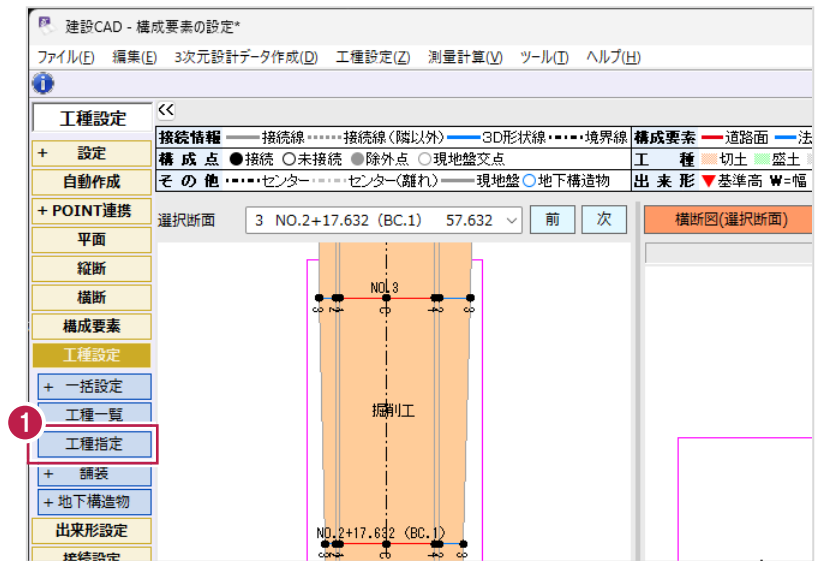 建設CAD - 構成要素の設定*
ファイル(F) 編集(E) 3次元設計データ作成(D) 工種設定(Z) 測量計算(V) ツール(T) ヘルプ(H)
工種設定
接続情報 接続線 接続線(隣以外) 3D形状線 境界線 構成要素 道路面 法
構成点 ●接続 ○未接続 ●除外点 ○現地盤交点 工種 切土 盛土
その他 センター センター(離れ) 現地盤 ○地下構造物 出来形 ▼基準高 W=幅
+ 設定
自動作成
+ POINT連携
平面
縦断
横断
構成要素
工種設定
+ 一括設定
工種一覧
1
工種指定
+ 舗装
+ 地下構造物
出来形設定
接続設定
選択断面 3 NO.2+17.632 (BC.1) 57.632 前 次 横断図(選択断面)
NO.3
掘削工
NO.2+17.632 (BC.1)